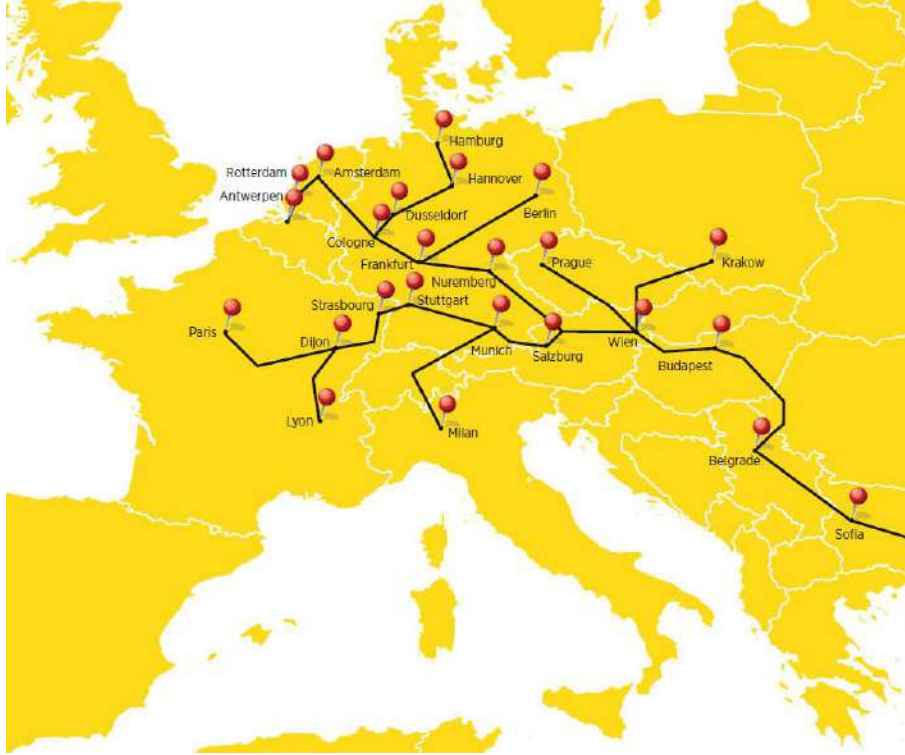 Hamburg
Rotterdam
Amsterdam
Hannover
Antwerpen
Dusseldorf
Berlin
Cologne
Frankfurt
Prague
Krakow
Nuremberg
Strasbourg
Stuttgart
Paris
Dijon
Munich
Salzburg
Wien
Budapest
Lyon
Milan
Belgrade
Sofia